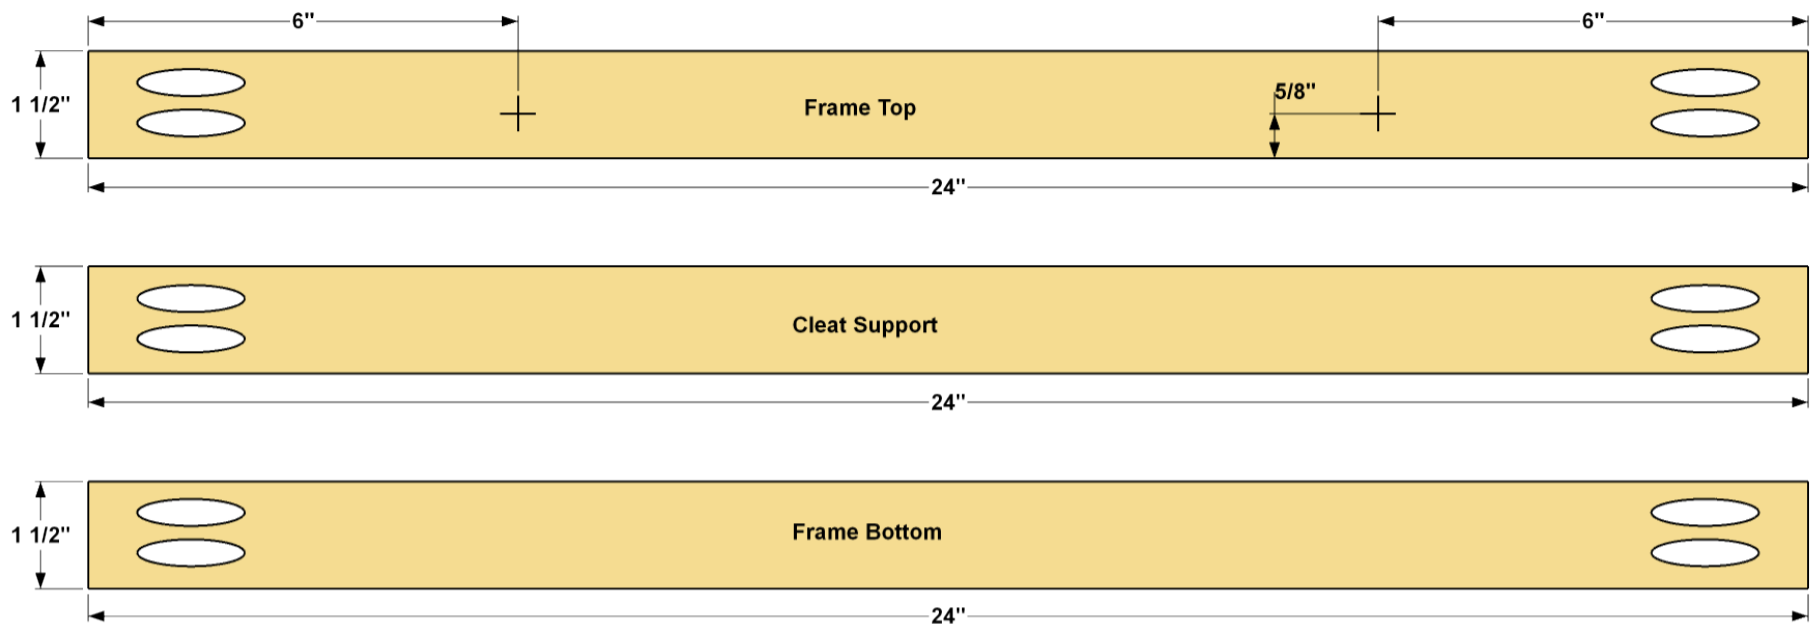 6" 6"
5/8"
1 1/2" Frame Top
24"
1 1/2" Cleat Support
24"
1 1/2" Frame Bottom
24"